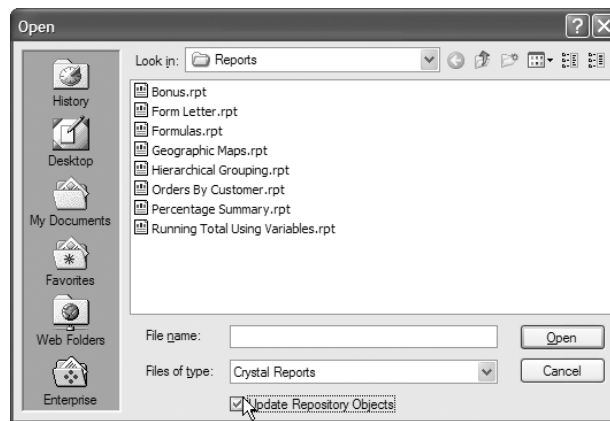 Open
Look in: Reports
History
Desktop
My Documents
Favorites
Web Folders
Enterprise
Bonus.rpt
Form Letter.rpt
Formulas.rpt
Geographic Maps.rpt
Hierarchical Grouping.rpt
Orders By Customer.rpt
Percentage Summary.rpt
Running Total Using Variables.rpt
File name:
Open
Files of type: Crystal Reports
Cancel
Update Repository Objects